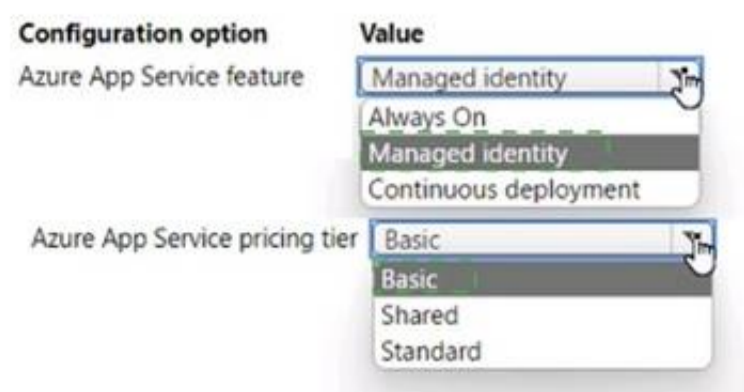 Configuration option Value
Azure App Service feature Managed identity
Always On
Managed identity
Continuous deployment
Azure App Service pricing tier Basic
Basic
Shared
Standard